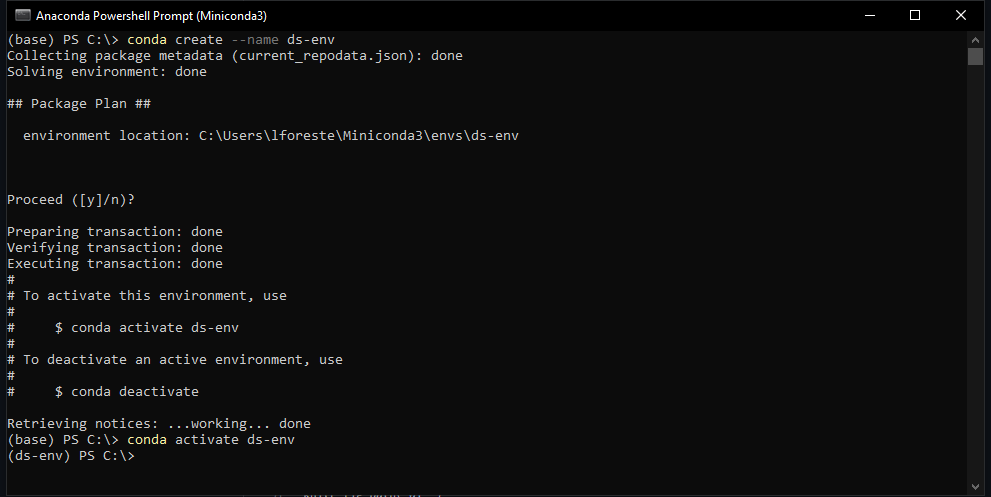 Anaconda Powershell Prompt (Miniconda3)
(base) PS C:\> conda create --name ds-env
Collecting package metadata (current_repodata.json): done
Solving environment: done
## Package Plan ##
environment location: C:\Users\lforeste\Miniconda3\envs\ds-env
Proceed ([y]/n)?
Preparing transaction: done
Verifying transaction: done
Executing transaction: done
#
# To activate this environment, use
#
#     $ conda activate ds-env
#
# To deactivate an active environment, use
#
#     $ conda deactivate
Retrieving notices: ...working... done
(base) PS C:\> conda activate ds-env
(ds-env) PS C:\>